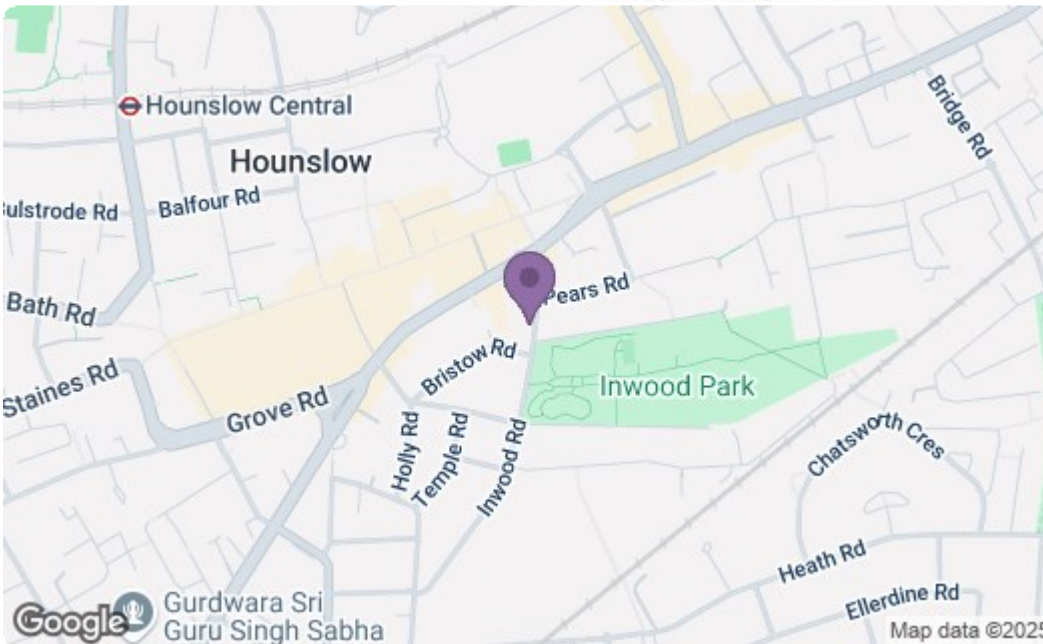 Hounslow Central
Bridge Rd
Hounslow
Balfour Rd
Bulstrode Rd
Pears Rd
Bath Rd
Bristow Rd
Inwood Park
Staines Rd
Grove Rd
Holly Rd
Temple Rd
Inwood Rd
Chatsworth Cres
Heath Rd
Ellerdine Rd
Gurdwara Sri
Guru Singh Sabha
Google
Map data ©2025